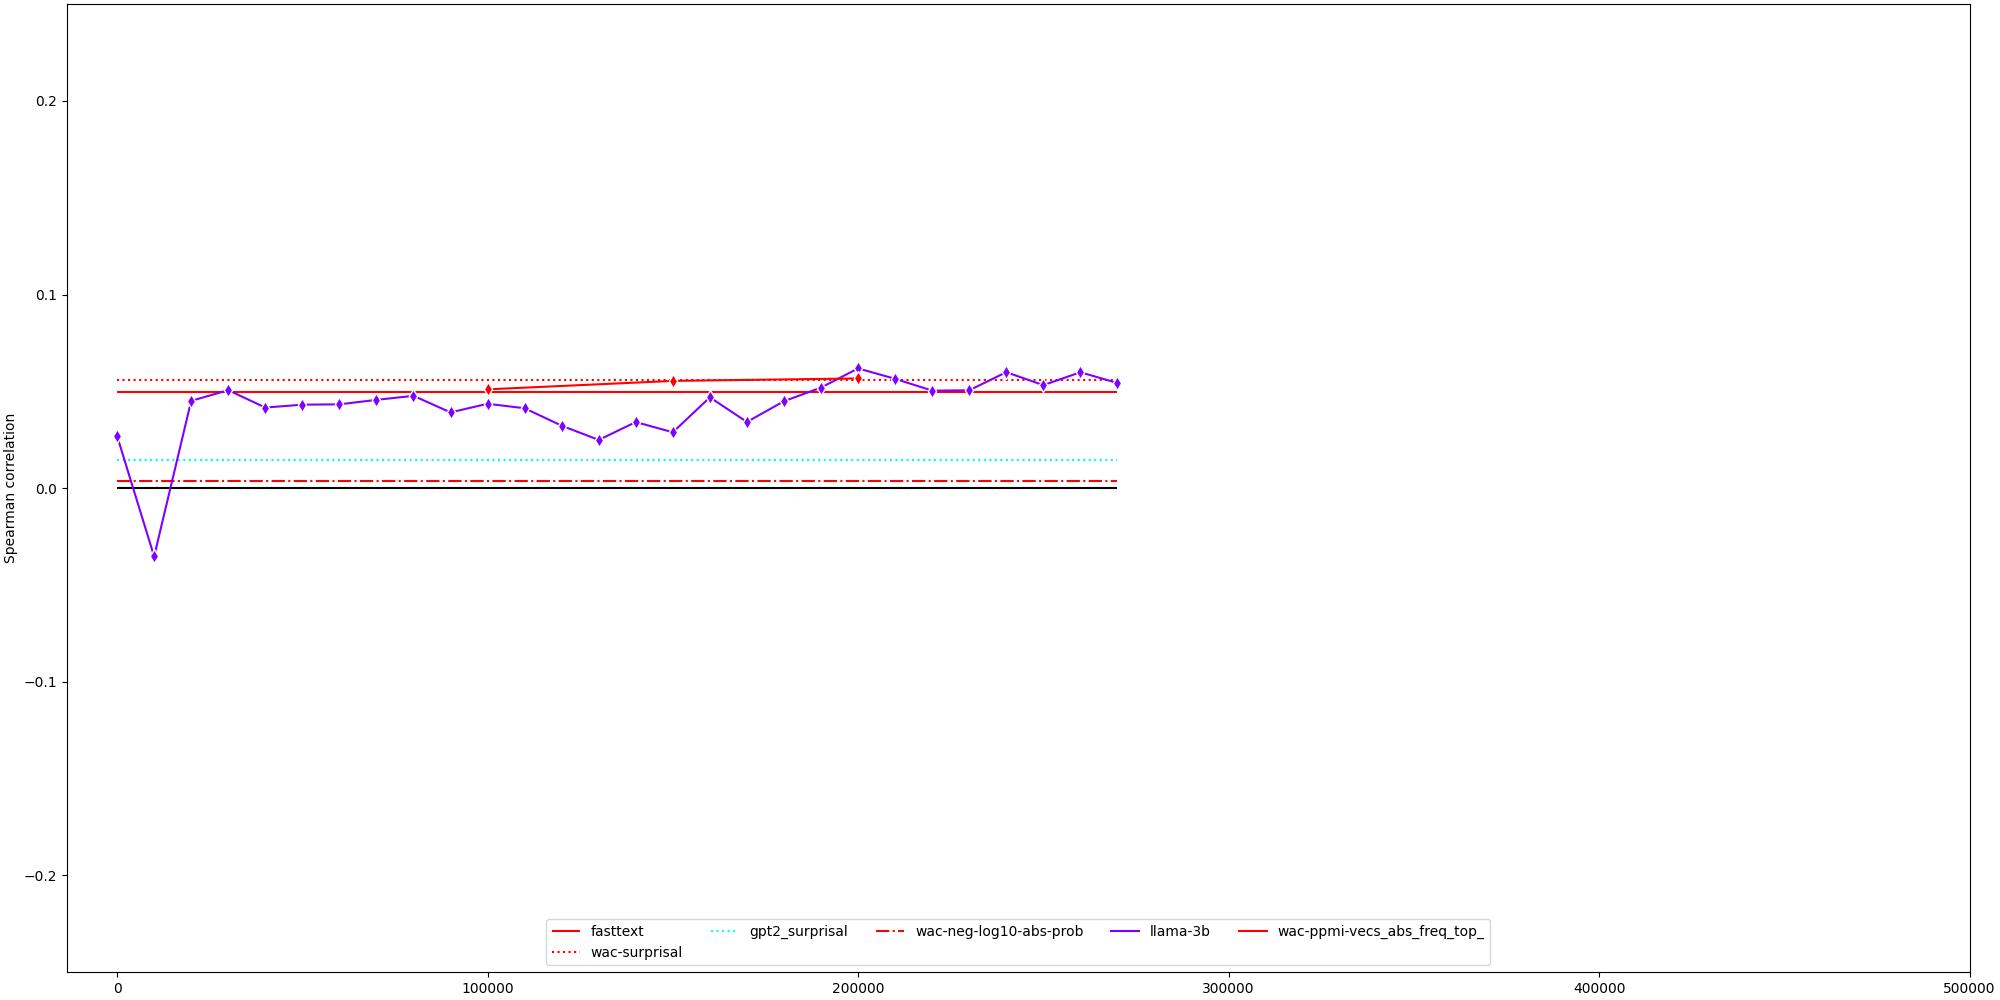 0.2
0.1
0.0
−0.1
−0.2
Spearman correlation
fasttext
wac-surprisal
gpt2_surprisal
wac-neg-log10-abs-prob
llama-3b
wac-ppmi-vecs_abs_freq_top_
0 100000 200000 300000 400000 500000